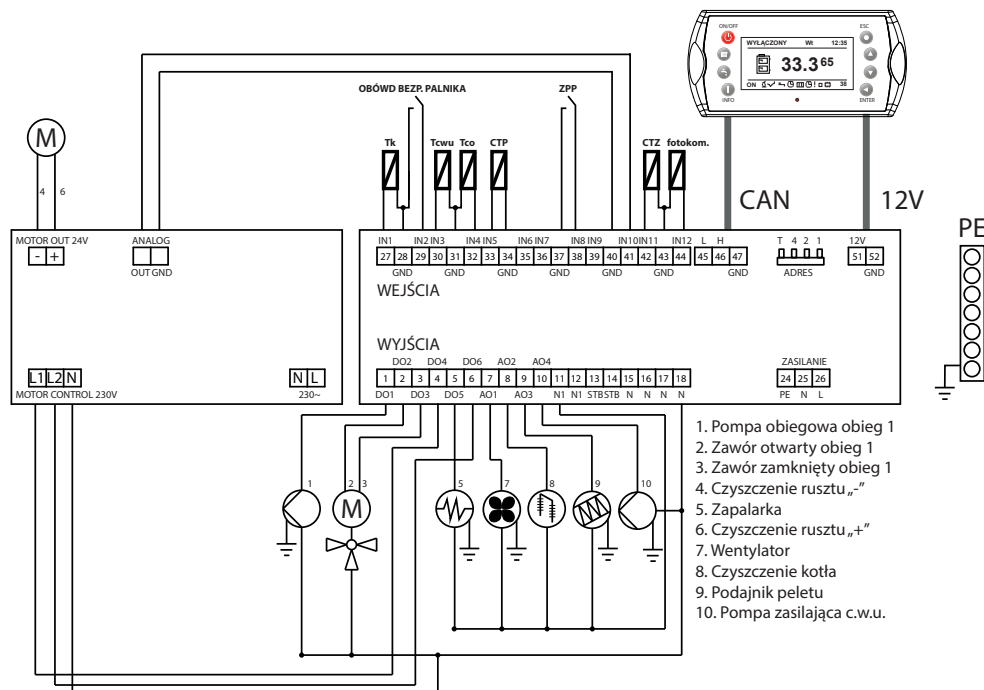 ON/OFF
ESC
WYŁĄCZONY Wt 12:35
33.3 65
ON ! 38
INFO
ENTER
OBÓWD BEZP. PALNIKA
ZPP
M
Tk
Tcwu
Tco
CTP
CTZ
fotokom.
4
6
CAN
12V
PE
MOTOR OUT 24V
ANALOG
- +
OUT GND
IN1 IN2 IN3 IN4 IN5 IN6 IN7 IN8 IN9 IN10 IN11 IN12 L H T 4 2 1 12V
27 28 29 30 31 32 33 34 35 36 37 38 39 40 41 42 43 44 45 46 47 51 52
GND GND GND GND GND GND GND ADRES GND
WEJŚCIA
WYJŚCIA
DO2 DO4 DO6 AO2 AO4 ZASILANIE
L1 L2 N
N L
1 2 3 4 5 6 7 8 9 10 11 12 13 14 15 16 17 18 24 25 26
MOTOR CONTROL 230V
230~
DO1 DO3 DO5 AO1 AO3 N1 N1 STB STB N N N N PE N L
1
2
3
M
5
7
8
9
10
1. Pompa obiegowa obieg 1
2. Zawór otwarty obieg 1
3. Zawór zamknięty obieg 1
4. Czyszczenie rusztu „-”
5. Zapalarka
6. Czyszczenie rusztu „+”
7. Wentylator
8. Czyszczenie kotła
9. Podajnik peletu
10. Pompa zasilająca c.w.u.